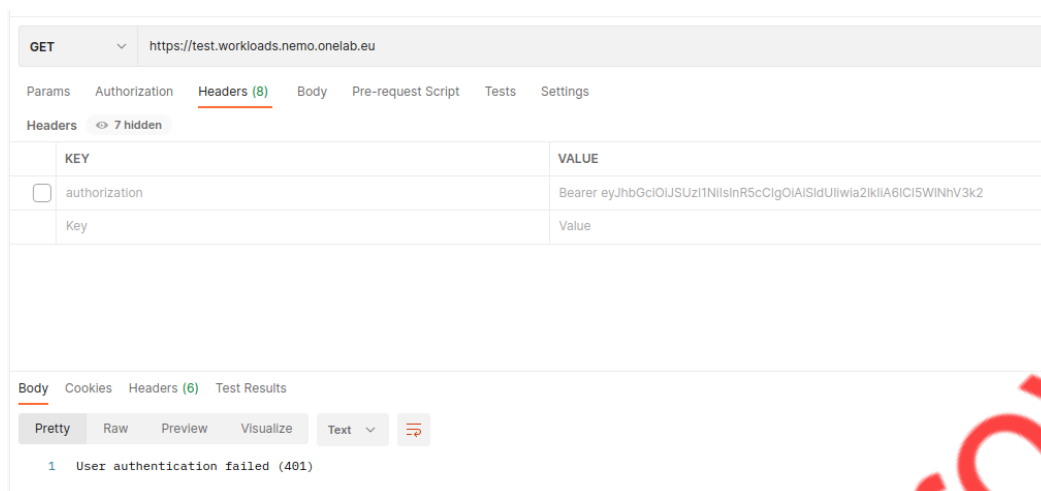 GET https://test.workloads.nemo.onelab.eu
Params Authorization Headers (8) Body Pre-request Script Tests Settings
Headers 7 hidden
KEY VALUE
authorization Bearer eyJhbGciOiJSUzI1NiIsInR5cCIgOiAiSldUIiwia2lkIiA6ICI5WlNhV3k2
Key Value
Body Cookies Headers (6) Test Results
Pretty Raw Preview Visualize Text
1 User authentication failed (401)